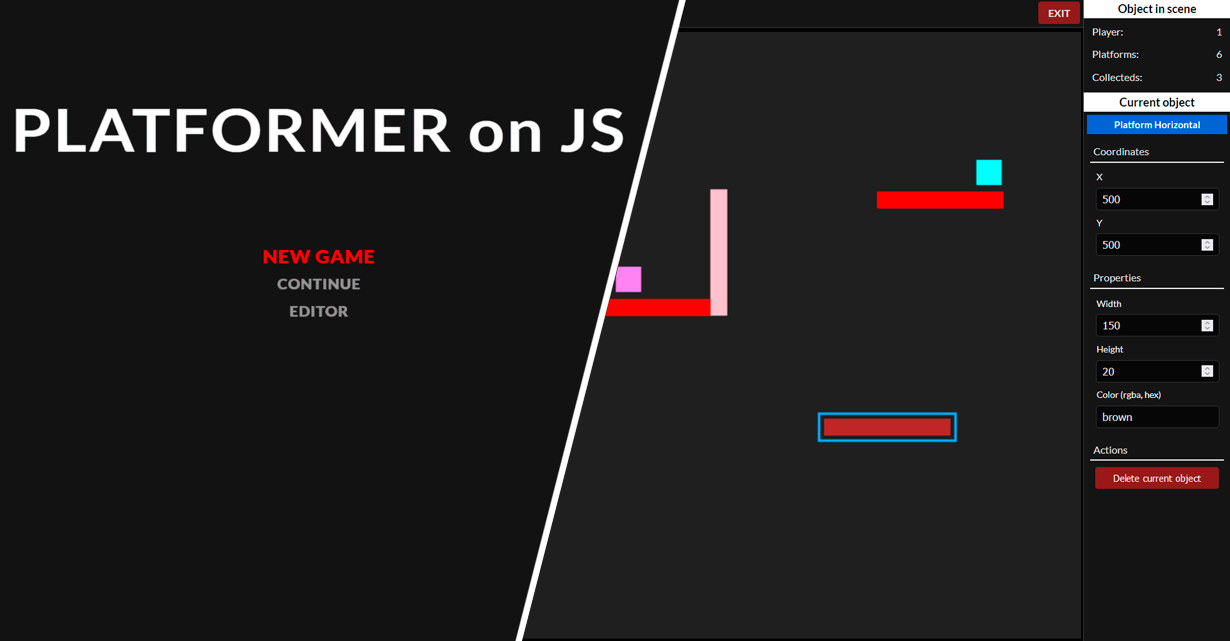 PLATFORMER on JS
NEW GAME
CONTINUE
EDITOR
EXIT
Object in scene
Player: 1
Platforms: 6
Collecteds: 3
Current object
Platform Horizontal
Coordinates
X
500
Y
500
Properties
Width
150
Height
20
Color (rgba, hex)
brown
Actions
Delete current object